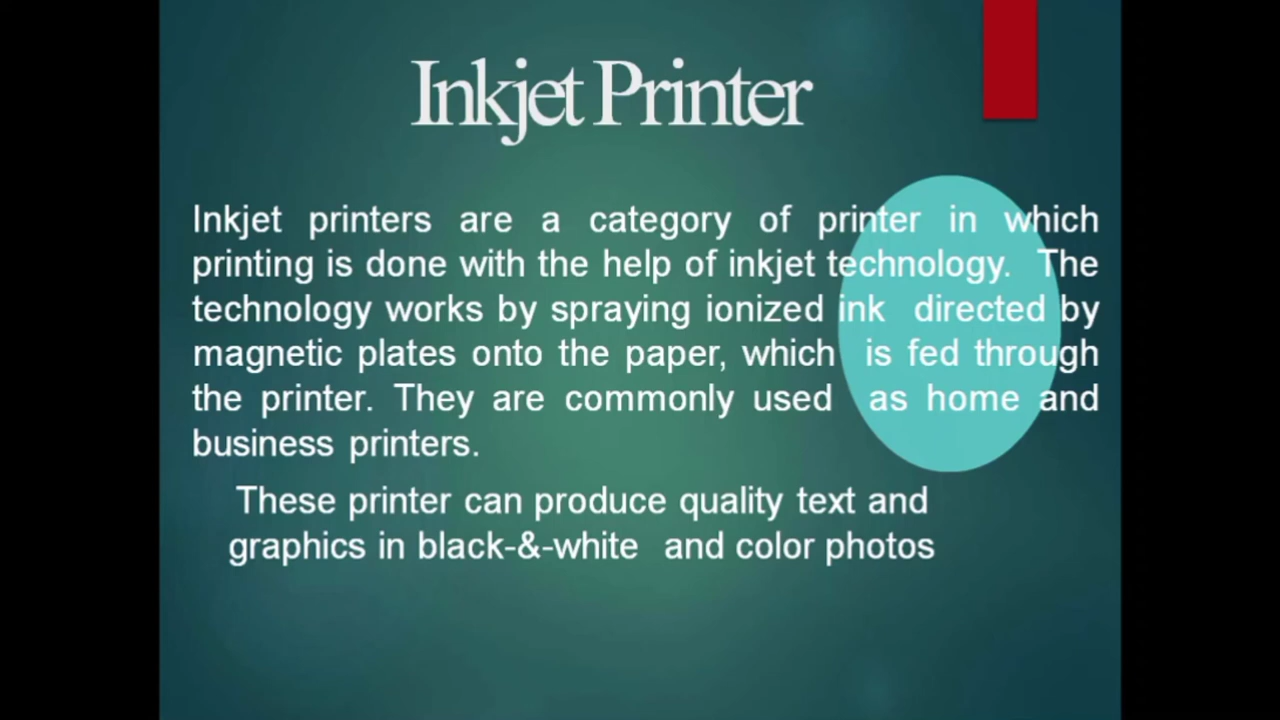 Inkjet Printer
Inkjet printers are a category of printer in which
printing is done with the help of inkjet technology. The
technology works by spraying ionized ink directed by
magnetic plates onto the paper, which is fed through
the printer. They are commonly used as home and
business printers.
These printer can produce quality text and
graphics in black-&-white and color photos